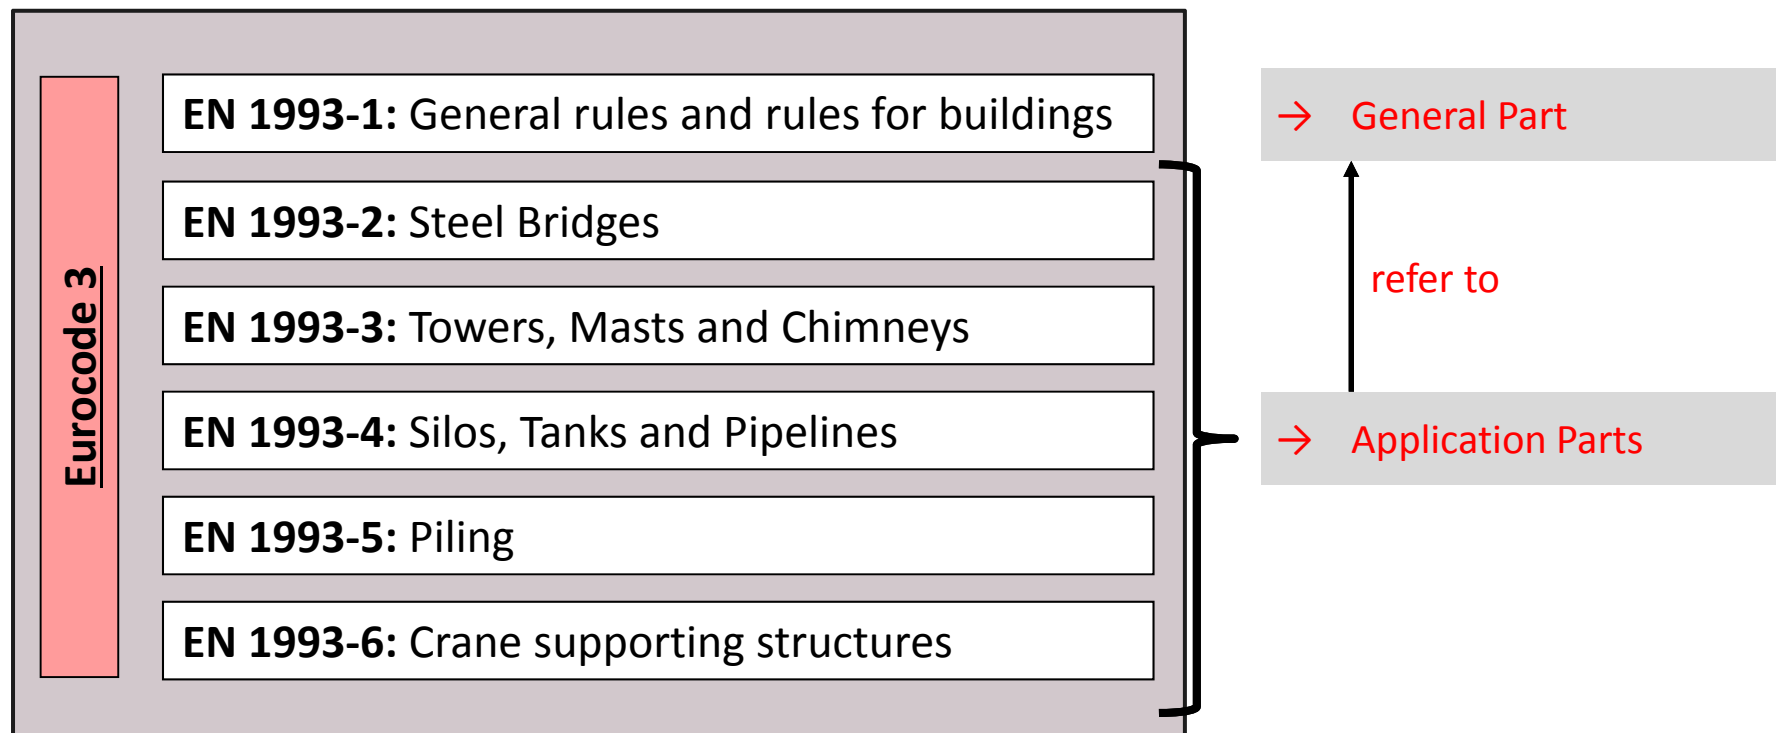 Eurocode 3
EN 1993-1: General rules and rules for buildings
EN 1993-2: Steel Bridges
EN 1993-3: Towers, Masts and Chimneys
EN 1993-4: Silos, Tanks and Pipelines
EN 1993-5: Piling
EN 1993-6: Crane supporting structures
→ General Part
refer to
→ Application Parts